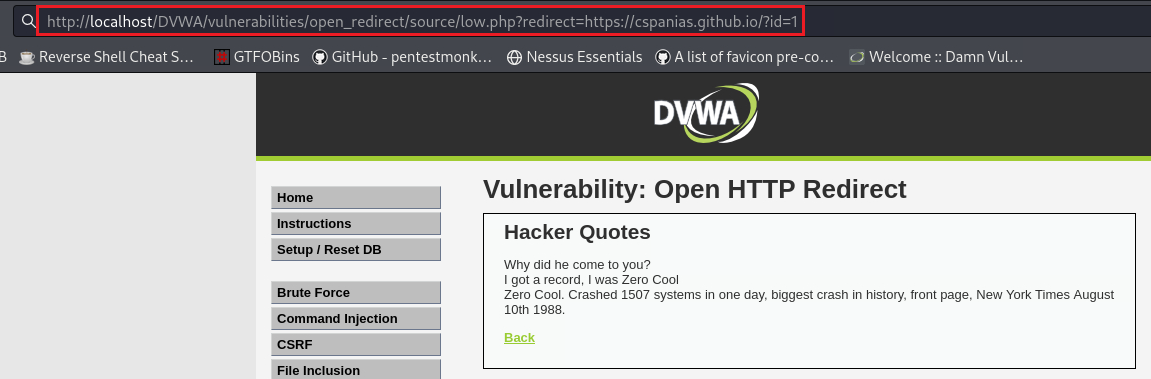 http://localhost/DVWA/vulnerabilities/open_redirect/source/low.php?redirect=https://cspanias.github.io/?id=1
B Reverse Shell Cheat S… GTFOBins GitHub - pentestmonk… Nessus Essentials A list of favicon pre-co… Welcome :: Damn Vul…
DVWA
Vulnerability: Open HTTP Redirect
Home
Instructions
Setup / Reset DB
Brute Force
Command Injection
CSRF
File Inclusion
Hacker Quotes
Why did he come to you?
I got a record, I was Zero Cool
Zero Cool. Crashed 1507 systems in one day, biggest crash in history, front page, New York Times August
10th 1988.
Back